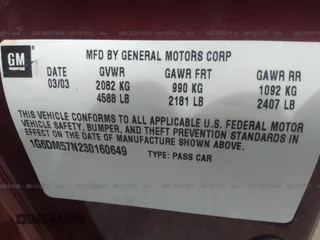 GM
MFD BY GENERAL MOTORS CORP
DATE GVWR GAWR FRT GAWR RR
03/03 2082 KG 990 KG 1092 KG
4588 LB 2181 LB 2407 LB
THIS VEHICLE CONFORMS TO ALL APPLICABLE U.S. FEDERAL MOTOR
VEHICLE SAFETY, BUMPER, AND THEFT PREVENTION STANDARDS
IN EFFECT ON THE DATE OF MANUFACTURE SHOWN ABOVE.
1G6DM57N230160649 TYPE: PASS CAR